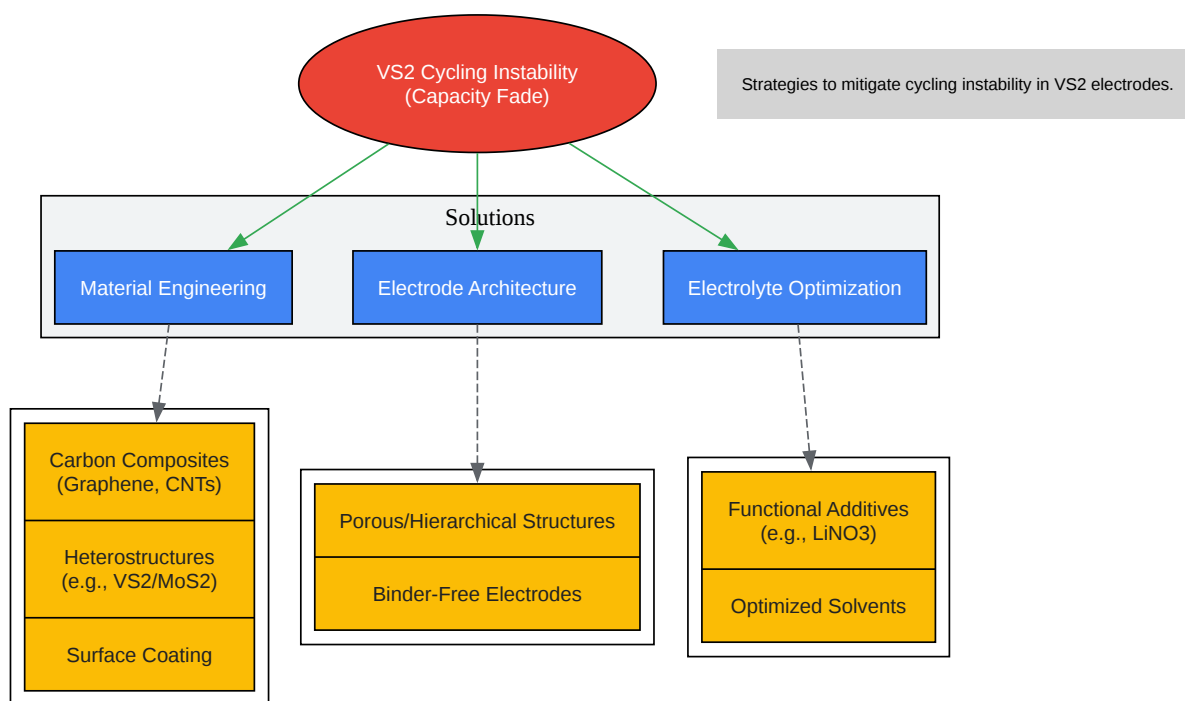 VS2 Cycling Instability
(Capacity Fade)
Strategies to mitigate cycling instability in VS2 electrodes.
Solutions
Material Engineering
Electrode Architecture
Electrolyte Optimization
Carbon Composites
(Graphene, CNTs)
Heterostructures
(e.g., VS2/MoS2)
Surface Coating
Porous/Hierarchical Structures
Binder-Free Electrodes
Functional Additives
(e.g., LiNO3)
Optimized Solvents